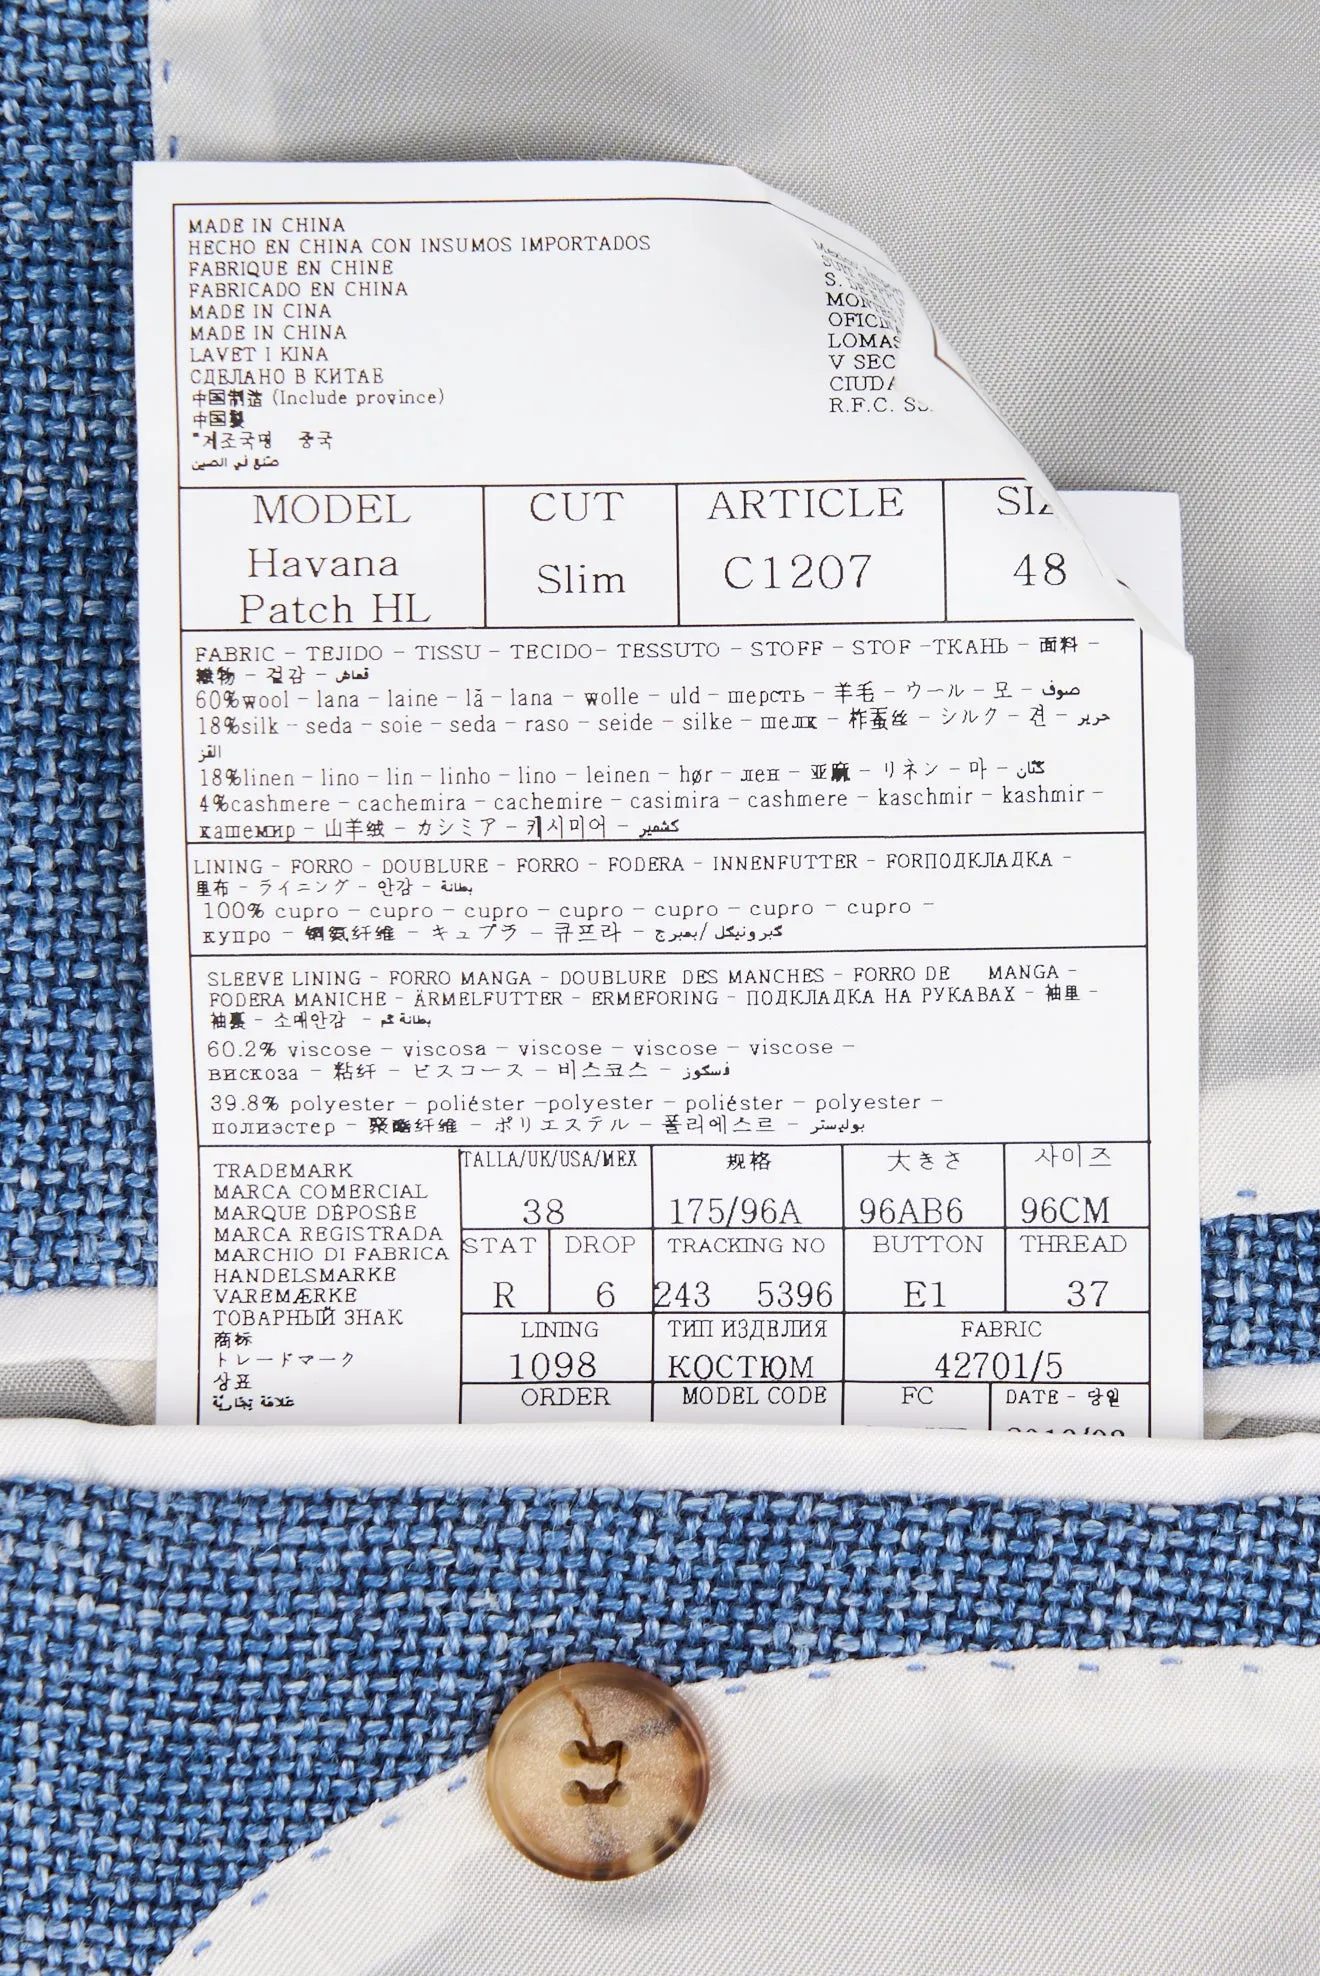 MADE IN CHINA
HECHO EN CHINA CON INSUMOS IMPORTADOS
FABRIQUE EN CHINE
FABRICADO EN CHINA
MADE IN CINA
MADE IN CHINA
LAVET I KINA
СДЕЛАНО В КИТАЕ
中国制造 (Include province)
中国製
"제조국명 중국
صنع في الصين
S.
OFIC
LOMAS
V SEC
CIUDA
R.F.C. SS
MODEL CUT ARTICLE SIZ
Havana Slim C1207 48
Patch HL
FABRIC - TEJIDO - TISSU - TECIDO- TESSUTO - STOFF - STOF -TKAHЬ - 面料 -
織物 - 겉감 - قماش
60%wool - lana - laine - lã - lana - wolle - uld - шерсть - 羊毛 - ウール - 모 - صوف
18%silk - seda - soie - seda - raso - seide - silke - шелк - 柞蚕丝 - シルク - 견 - حرير
القز
18%linen - lino - lin - linho - lino - leinen - hør - лен - 亚麻 - リネン - 마 - كتان
4%cashmere - cachemira - cachemire - casimira - cashmere - kaschmir - kashmir -
кашемир - 山羊绒 - カシミア - 캐시미어 - كشمير
LINING - FORRO - DOUBLURE - FORRO - FODERA - INNENFUTTER - FORПОДКЛАДКА -
里布 - ライニング - 안감 - بطانة
100% cupro - cupro - cupro - cupro - cupro - cupro - cupro -
купро - 铜氨纤维 - キュプラ - 큐프라 - كبرونيكل /بمبرج
SLEEVE LINING - FORRO MANGA - DOUBLURE DES MANCHES - FORRO DE MANGA -
FODERA MANICHE - ÄRMELFUTTER - ERMEFORING - ПОДКЛАДКА НА РУКАВАХ - 袖里 -
袖裏 - 소매안감 - بطانة كم
60.2% viscose - viscosa - viscose - viscose - viscose -
вискоза - 粘纤 - ビスコース - 비스코스 - فسكوز
39.8% polyester - poliéster -polyester - poliéster - polyester -
полиэстер - 聚酯纤维 - ポリエステル - 폴리에스르 - بوليستر
TRADEMARK
MARCA COMERCIAL
MARQUE DÉPOSÉE
MARCA REGISTRADA
MARCHIO DI FABRICA
HANDELSMARKE
VAREMÆRKE
ТОВАРНЫЙ ЗНАК
商标
トレードマーク
상표
علامة تجارية
TALLA/UK/USA/MEX 规格 大きさ 사이즈
38 175/96A 96AB6 96CM
STAT DROP TRACKING NO BUTTON THREAD
R 6 243 5396 E1 37
LINING ТИП ИЗДЕЛИЯ FABRIC
1098 КОСТЮМ 42701/5
ORDER MODEL CODE FC DATE - 당일